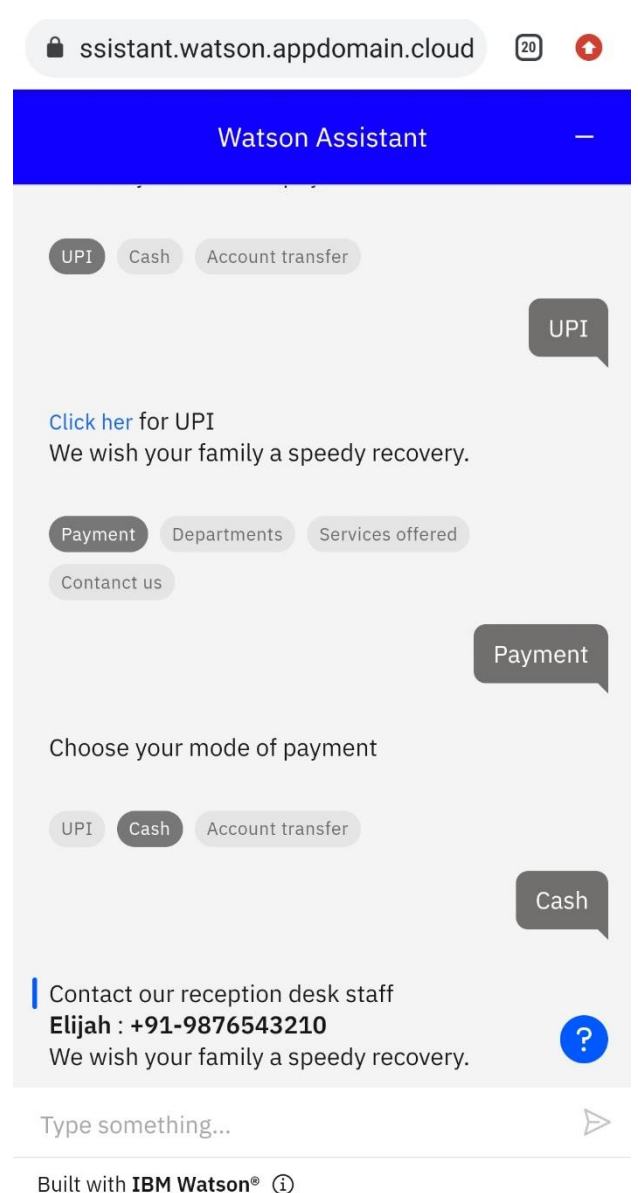 ssistant.watson.appdomain.cloud 20
Watson Assistant
UPI Cash Account transfer
UPI
Click her for UPI
We wish your family a speedy recovery.
Payment Departments Services offered
Contanct us
Payment
Choose your mode of payment
UPI Cash Account transfer
Cash
Contact our reception desk staff
Elijah : +91-9876543210
We wish your family a speedy recovery.
?
Type something...
Built with IBM Watson®